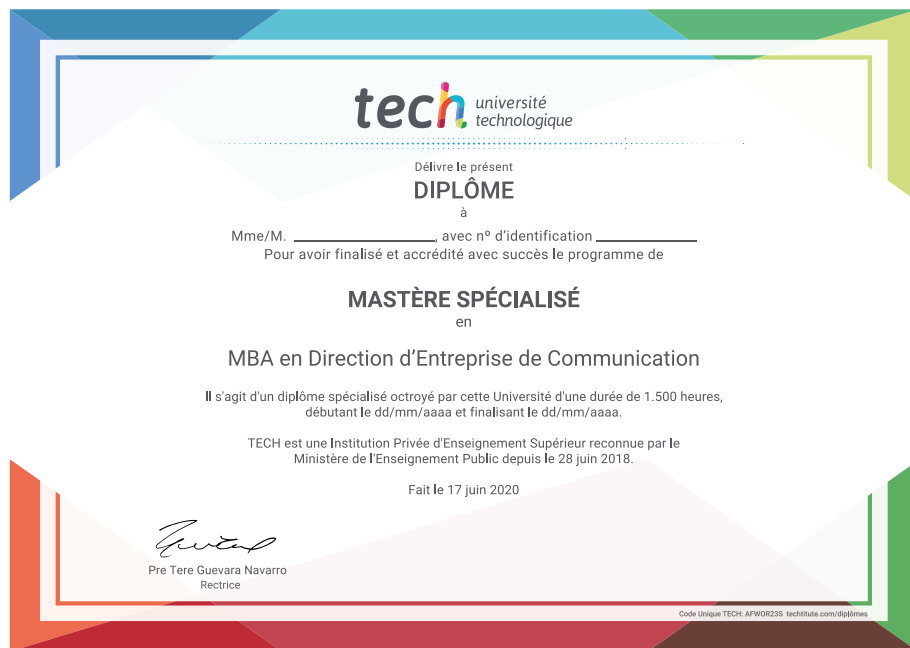 tech université
technologique
Délivre le présent
DIPLÔME
à
Mme/M. ____________________, avec nº d'identification ______________
Pour avoir finalisé et accrédité avec succès le programme de
MASTÈRE SPÉCIALISÉ
en
MBA en Direction d'Entreprise de Communication
Il s'agit d'un diplôme spécialisé octroyé par cette Université d'une durée de 1.500 heures,
débutant le dd/mm/aaaa et finalisant le dd/mm/aaaa.
TECH est une Institution Privée d'Enseignement Supérieur reconnue par le
Ministère de l'Enseignement Public depuis le 28 juin 2018.
Fait le 17 juin 2020
Pre Tere Guevara Navarro
Rectrice
Code Unique TECH: AFWOR23S techtitute.com/diplômes